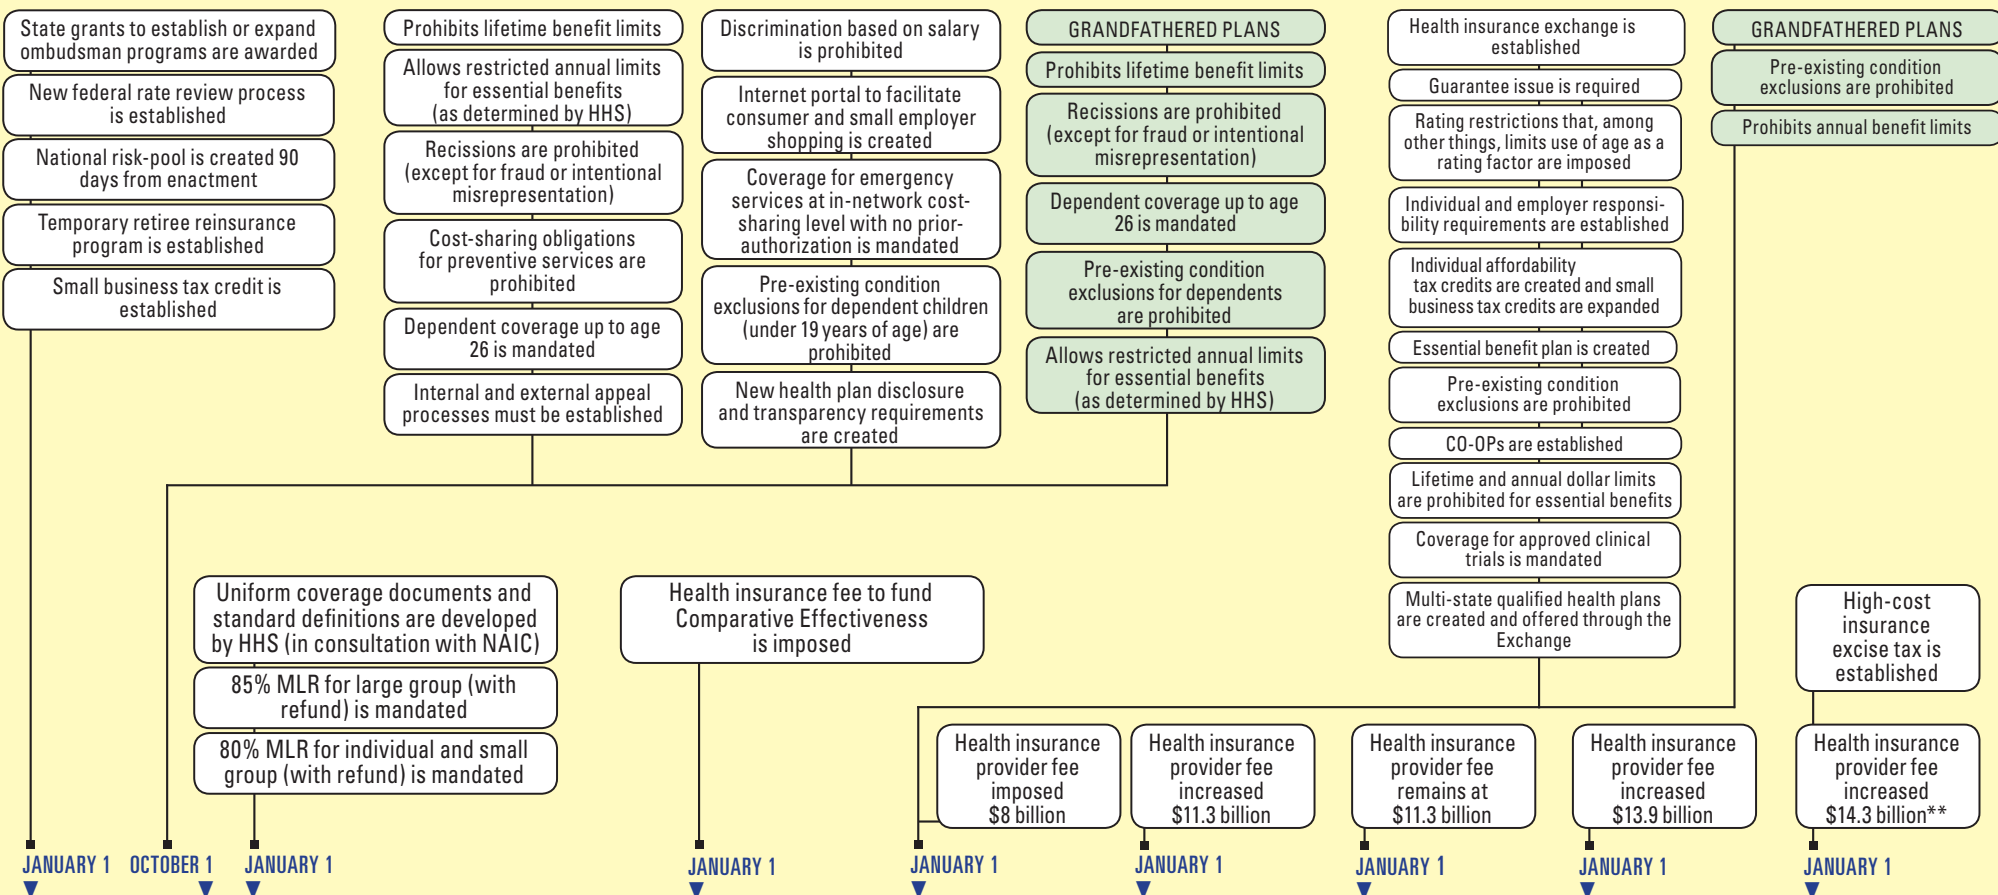 State grants to establish or expand
ombudsman programs are awarded
New federal rate review process
is established
National risk-pool is created 90
days from enactment
Temporary retiree reinsurance
program is established
Small business tax credit is
established
Prohibits lifetime benefit limits
Allows restricted annual limits
for essential benefits
(as determined by HHS)
Recissions are prohibited
(except for fraud or intentional
misrepresentation)
Cost-sharing obligations
for preventive services are
prohibited
Dependent coverage up to age
26 is mandated
Internal and external appeal
processes must be established
Discrimination based on salary
is prohibited
Internet portal to facilitate
consumer and small employer
shopping is created
Coverage for emergency
services at in-network cost-
sharing level with no prior-
authorization is mandated
Pre-existing condition
exclusions for dependent children
(under 19 years of age) are
prohibited
New health plan disclosure
and transparency requirements
are created
GRANDFATHERED PLANS
Prohibits lifetime benefit limits
Recissions are prohibited
(except for fraud or intentional
misrepresentation)
Dependent coverage up to age
26 is mandated
Pre-existing condition
exclusions for dependents
are prohibited
Allows restricted annual limits
for essential benefits
(as determined by HHS)
Health insurance exchange is
established
Guarantee issue is required
Rating restrictions that, among
other things, limits use of age as a
rating factor are imposed
Individual and employer responsi-
bility requirements are established
Individual affordability
tax credits are created and small
business tax credits are expanded
Essential benefit plan is created
Pre-existing condition
exclusions are prohibited
CO-OPs are established
Lifetime and annual dollar limits
are prohibited for essential benefits
Coverage for approved clinical
trials is mandated
Multi-state qualified health plans
are created and offered through the
Exchange
GRANDFATHERED PLANS
Pre-existing condition
exclusions are prohibited
Prohibits annual benefit limits
Uniform coverage documents and
standard definitions are developed
by HHS (in consultation with NAIC)
85% MLR for large group (with
refund) is mandated
80% MLR for individual and small
group (with refund) is mandated
Health insurance fee to fund
Comparative Effectiveness
is imposed
High-cost
insurance
excise tax is
established
Health insurance
provider fee
imposed
$8 billion
Health insurance
provider fee
increased
$11.3 billion
Health insurance
provider fee
remains at
$11.3 billion
Health insurance
provider fee
increased
$13.9 billion
Health insurance
provider fee
increased
$14.3 billion**
JANUARY 1
OCTOBER 1
JANUARY 1
JANUARY 1
JANUARY 1
JANUARY 1
JANUARY 1
JANUARY 1
JANUARY 1